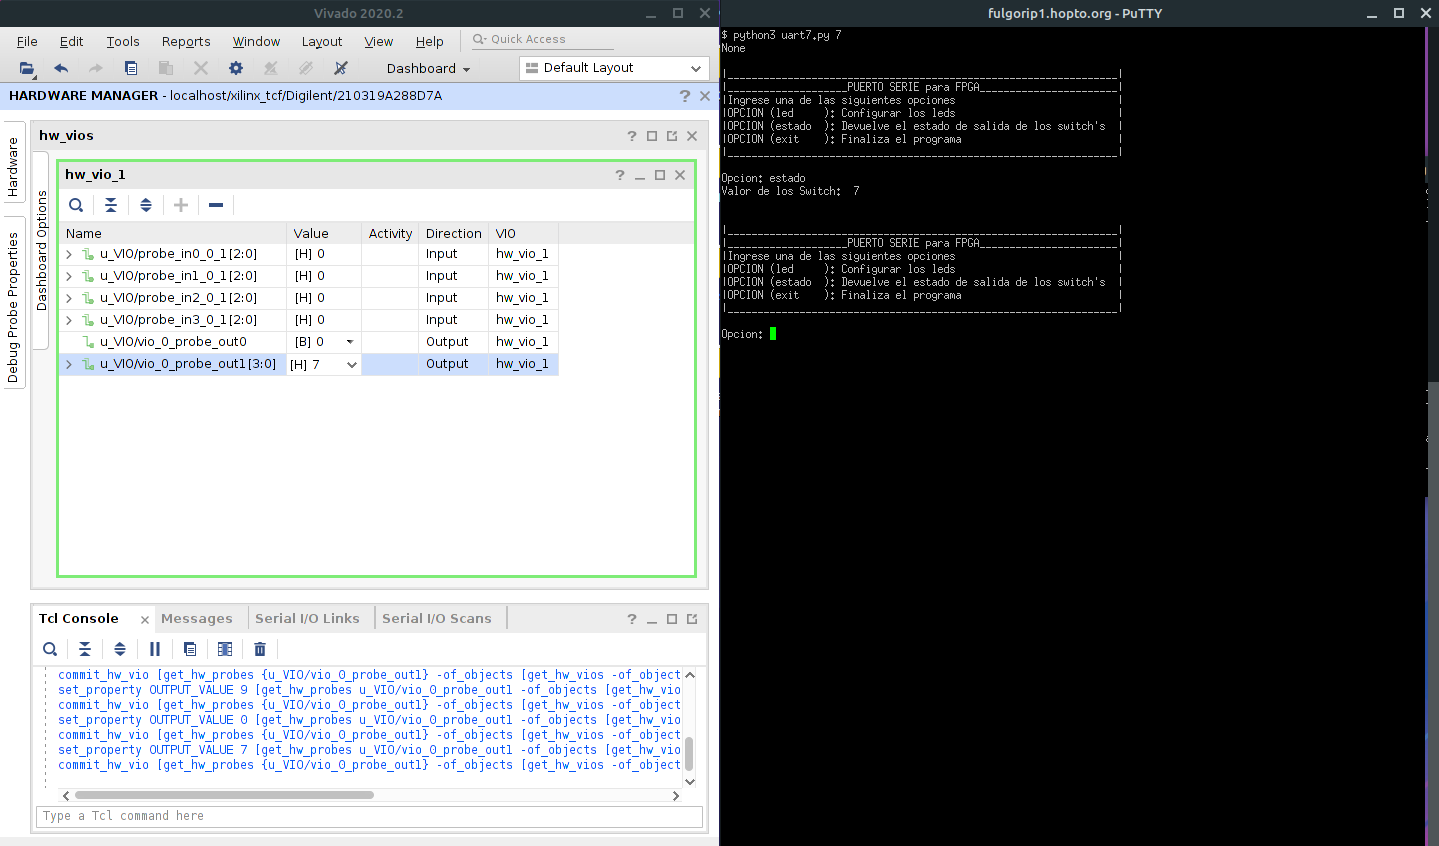 Vivado 2020.2
File Edit Tools Reports Window Layout View Help Quick Access
Dashboard Default Layout
HARDWARE MANAGER - localhost/xilinx_tcf/Digilent/210319A288D7A
Hardware
Debug Probe Properties
hw_vios
Dashboard Options
hw_vio_1
Name Value Activity Direction VIO
u_VIO/probe_in0_0_1[2:0] [H] 0 Input hw_vio_1
u_VIO/probe_in1_0_1[2:0] [H] 0 Input hw_vio_1
u_VIO/probe_in2_0_1[2:0] [H] 0 Input hw_vio_1
u_VIO/probe_in3_0_1[2:0] [H] 0 Input hw_vio_1
u_VIO/vio_0_probe_out0 [B] 0 Output hw_vio_1
u_VIO/vio_0_probe_out1[3:0] [H] 7 Output hw_vio_1
Tcl Console Messages Serial I/O Links Serial I/O Scans
commit_hw_vio [get_hw_probes {u_VIO/vio_0_probe_out1} -of_objects [get_hw_vios -of_object
set_property OUTPUT_VALUE 9 [get_hw_probes u_VIO/vio_0_probe_out1 -of_objects [get_hw_vio
commit_hw_vio [get_hw_probes {u_VIO/vio_0_probe_out1} -of_objects [get_hw_vios -of_object
set_property OUTPUT_VALUE 0 [get_hw_probes u_VIO/vio_0_probe_out1 -of_objects [get_hw_vio
commit_hw_vio [get_hw_probes {u_VIO/vio_0_probe_out1} -of_objects [get_hw_vios -of_object
set_property OUTPUT_VALUE 7 [get_hw_probes u_VIO/vio_0_probe_out1 -of_objects [get_hw_vio
commit_hw_vio [get_hw_probes {u_VIO/vio_0_probe_out1} -of_objects [get_hw_vios -of_object
Type a Tcl command here
fulgorip1.hopto.org - PuTTY
$ python3 uart7.py 7
None
|_________________________________________________________________|
|____________________PUERTO SERIE para FPGA_______________________|
|Ingrese una de las siguientes opciones |
|OPCION (led ): Configurar los leds |
|OPCION (estado ): Devuelve el estado de salida de los switch's |
|OPCION (exit ): Finaliza el programa |
|_________________________________________________________________|
Opcion: estado
Valor de los Switch: 7
|_________________________________________________________________|
|____________________PUERTO SERIE para FPGA_______________________|
|Ingrese una de las siguientes opciones |
|OPCION (led ): Configurar los leds |
|OPCION (estado ): Devuelve el estado de salida de los switch's |
|OPCION (exit ): Finaliza el programa |
|_________________________________________________________________|
Opcion: